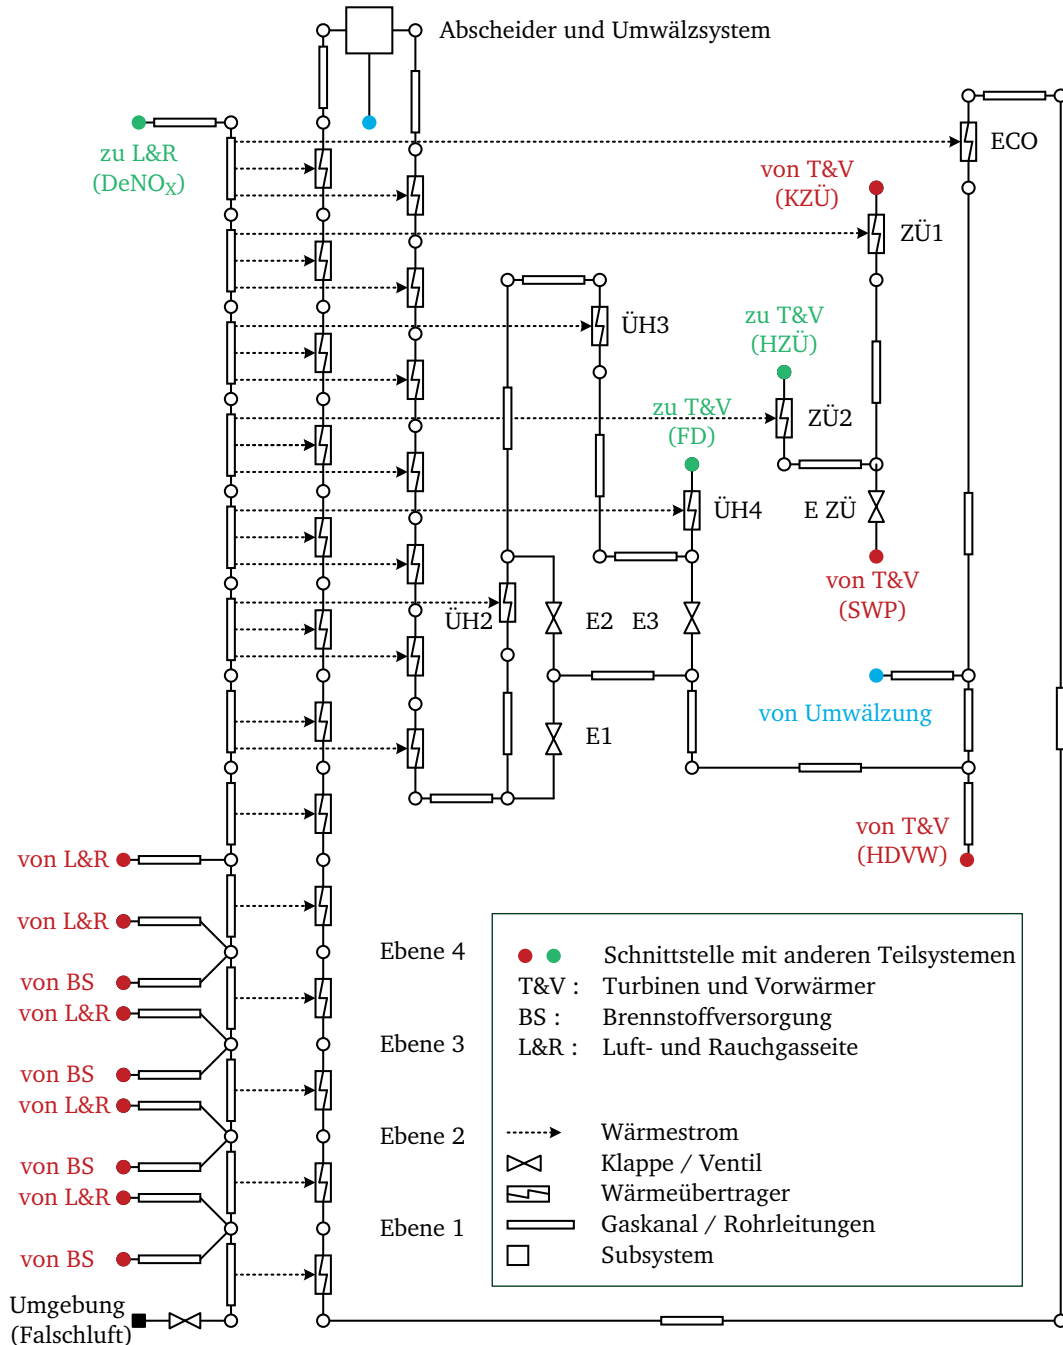 Abscheider und Umwälzsystem
zu L&R
(DeNOX)
ECO
von T&V
(KZÜ)
ZÜ1
ÜH3
zu T&V
(HZÜ)
ZÜ2
zu T&V
(FD)
ÜH4
E ZÜ
von T&V
(SWP)
ÜH2
E2
E3
von Umwälzung
E1
von T&V
(HDVW)
von L&R
von L&R
von BS
von L&R
von BS
von L&R
von BS
von L&R
von BS
Umgebung
(Falschluft)
Ebene 4
Ebene 3
Ebene 2
Ebene 1
Schnittstelle mit anderen Teilsystemen
T&V : Turbinen und Vorwärmer
BS : Brennstoffversorgung
L&R : Luft- und Rauchgasseite
Wärmestrom
Klappe / Ventil
Wärmeübertrager
Gaskanal / Rohrleitungen
Subsystem